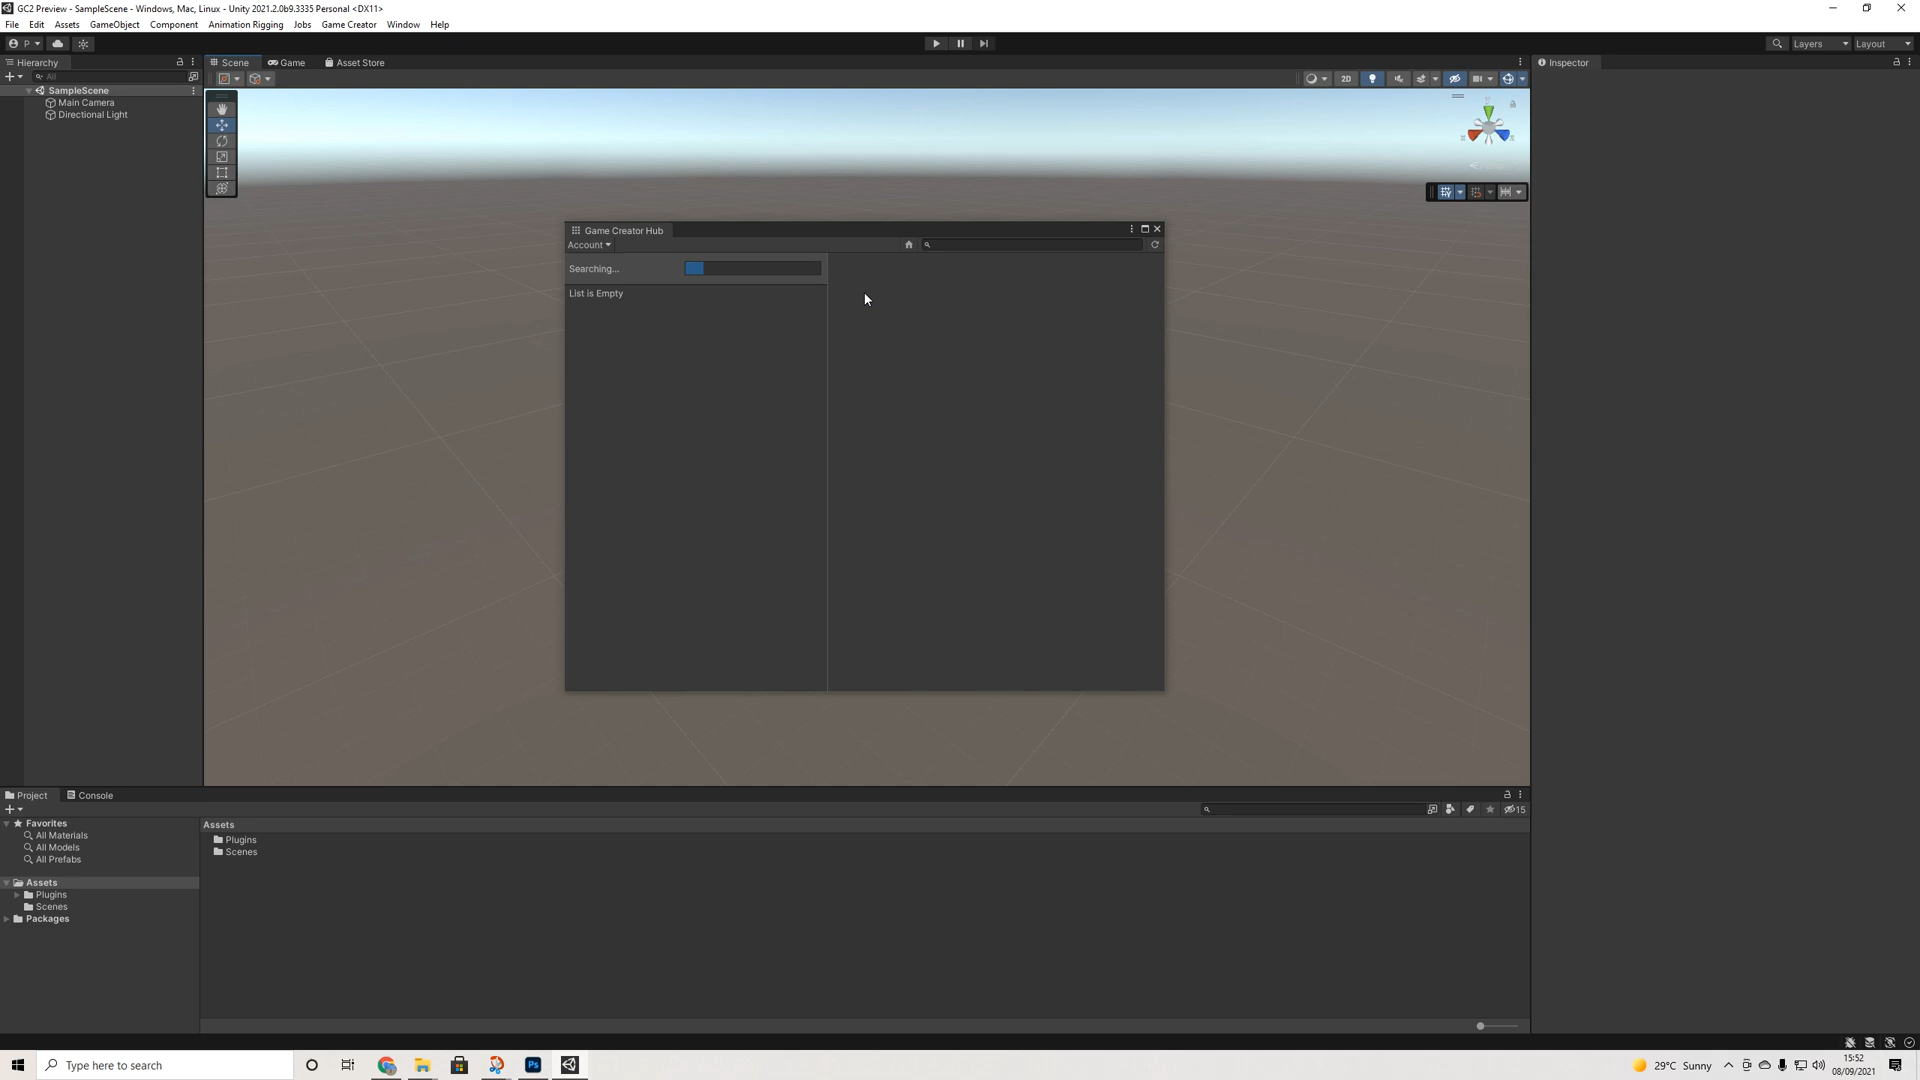 GC2 Preview - SampleScene - Windows, Mac, Linux - Unity 2021.2.0b9.3335 Personal <DX11>
File Edit Assets GameObject Component Animation Rigging Jobs Game Creator Window Help
P
Layers Layout
Hierarchy
Scene Game Asset Store
Inspector
All
2D
SampleScene
Main Camera
Directional Light
Game Creator Hub
Account
Searching...
List is Empty
Project Console
15
Favorites
All Materials
All Models
All Prefabs
Assets
Plugins
Scenes
Packages
Assets
Plugins
Scenes
Type here to search
Ps
29°C Sunny
15:52
08/09/2021